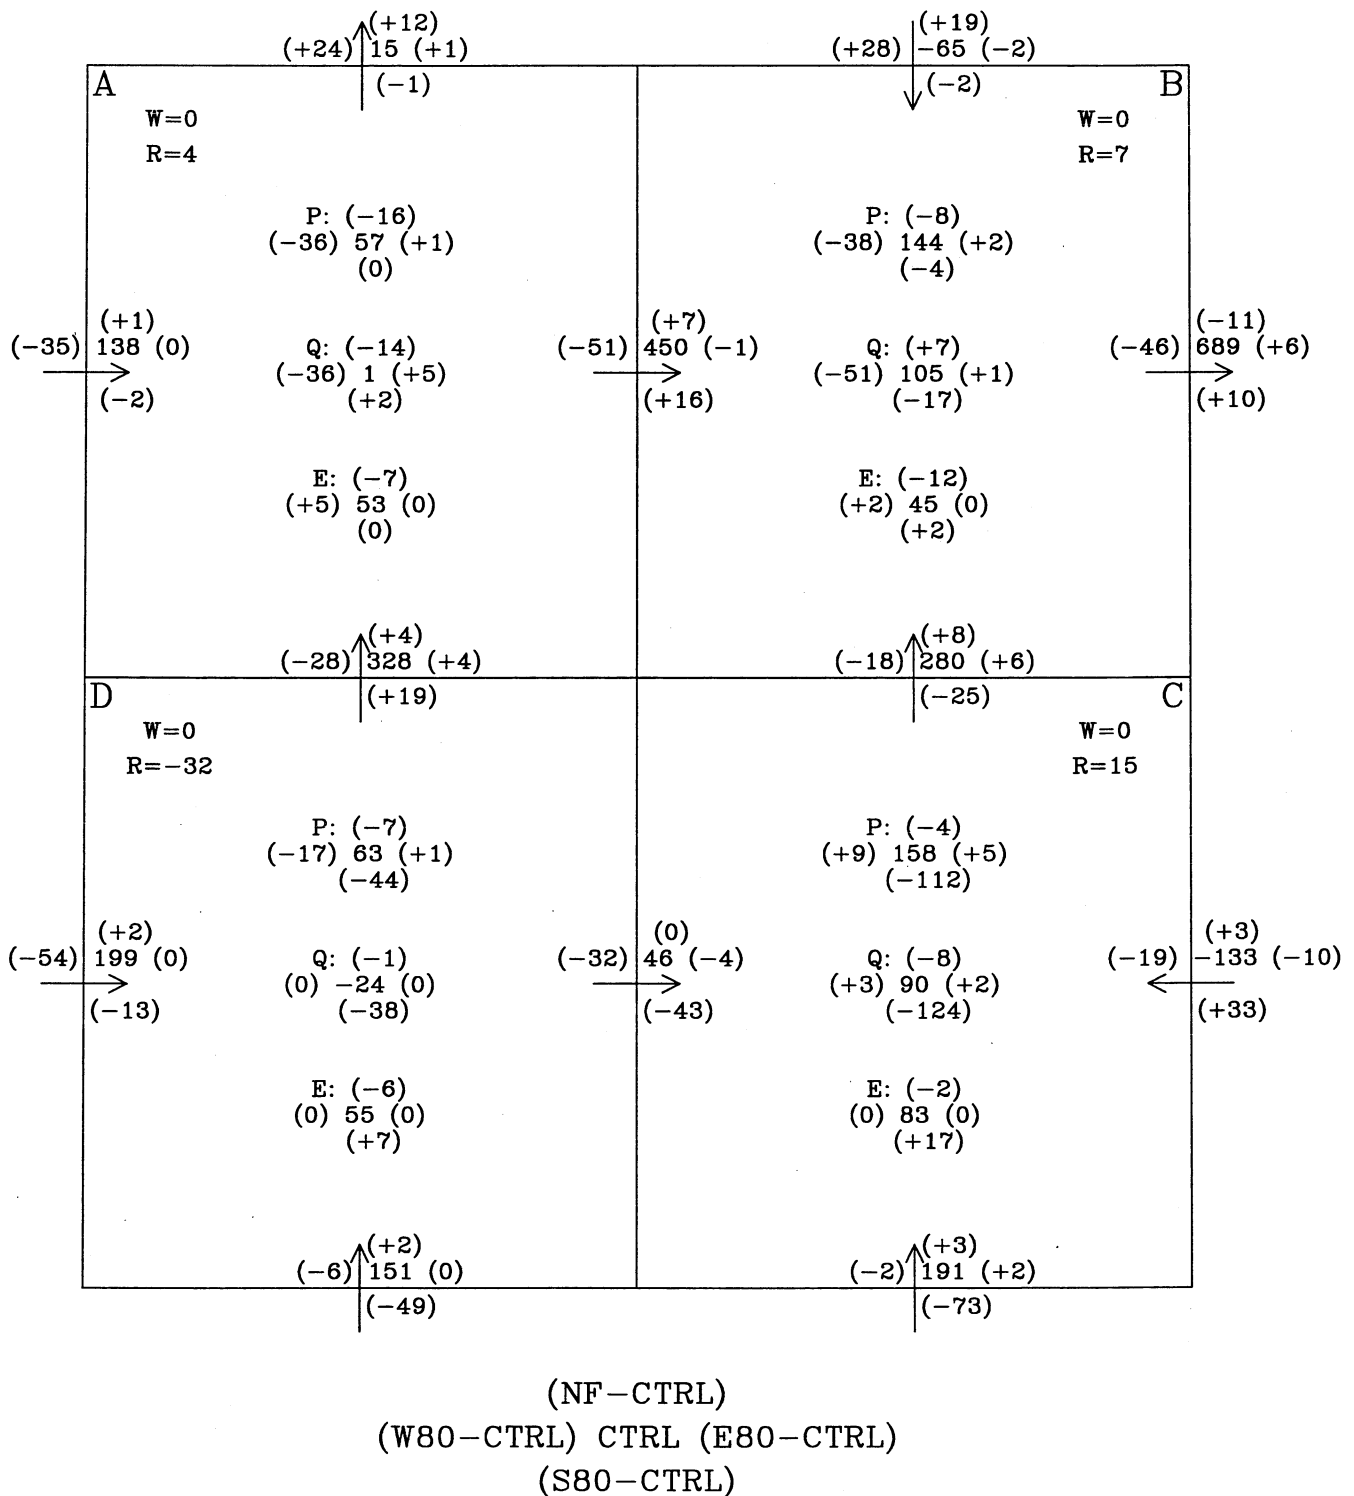 (+12) (+19)
(+24) 15 (+1) (+28) -65 (-2)
A (-1) (-2) B
W=0 W=0
R=4 R=7
P: (-16) P: (-8)
(-36) 57 (+1) (-38) 144 (+2)
(0) (-4)
(+1) (+7) (-11)
(-35) 138 (0) Q: (-14) (-51) 450 (-1) Q: (+7) (-46) 689 (+6)
(-36) 1 (+5) (-51) 105 (+1)
(-2) (+2) (+16) (-17) (+10)
E: (-7) E: (-12)
(+5) 53 (0) (+2) 45 (0)
(0) (+2)
(+4) (+8)
(-28) 328 (+4) (-18) 280 (+6)
D (+19) (-25) C
W=0 W=0
R=-32 R=15
P: (-7) P: (-4)
(-17) 63 (+1) (+9) 158 (+5)
(-44) (-112)
(+2) (0) (+3)
(-54) 199 (0) Q: (-1) (-32) 46 (-4) Q: (-8) (-19) -133 (-10)
(0) -24 (0) (+3) 90 (+2)
(-13) (-38) (-43) (-124) (+33)
E: (-6) E: (-2)
(0) 55 (0) (0) 83 (0)
(+7) (+17)
(+2) (+3)
(-6) 151 (0) (-2) 191 (+2)
(-49) (-73)
(NF-CTRL)
(W80-CTRL) CTRL (E80-CTRL)
(S80-CTRL)